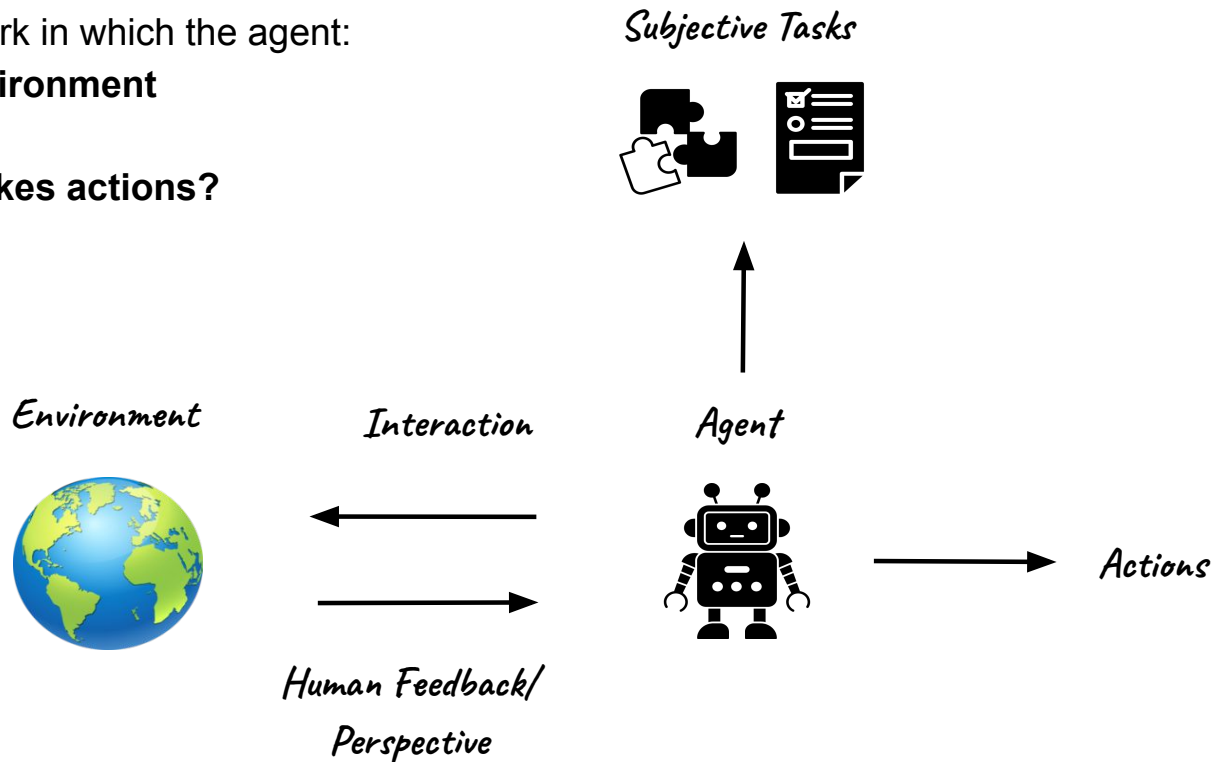 rk in which the agent:
ironment
kes actions?
Subjective Tasks
Environment
Interaction
Agent
Actions
Human Feedback/
Perspective